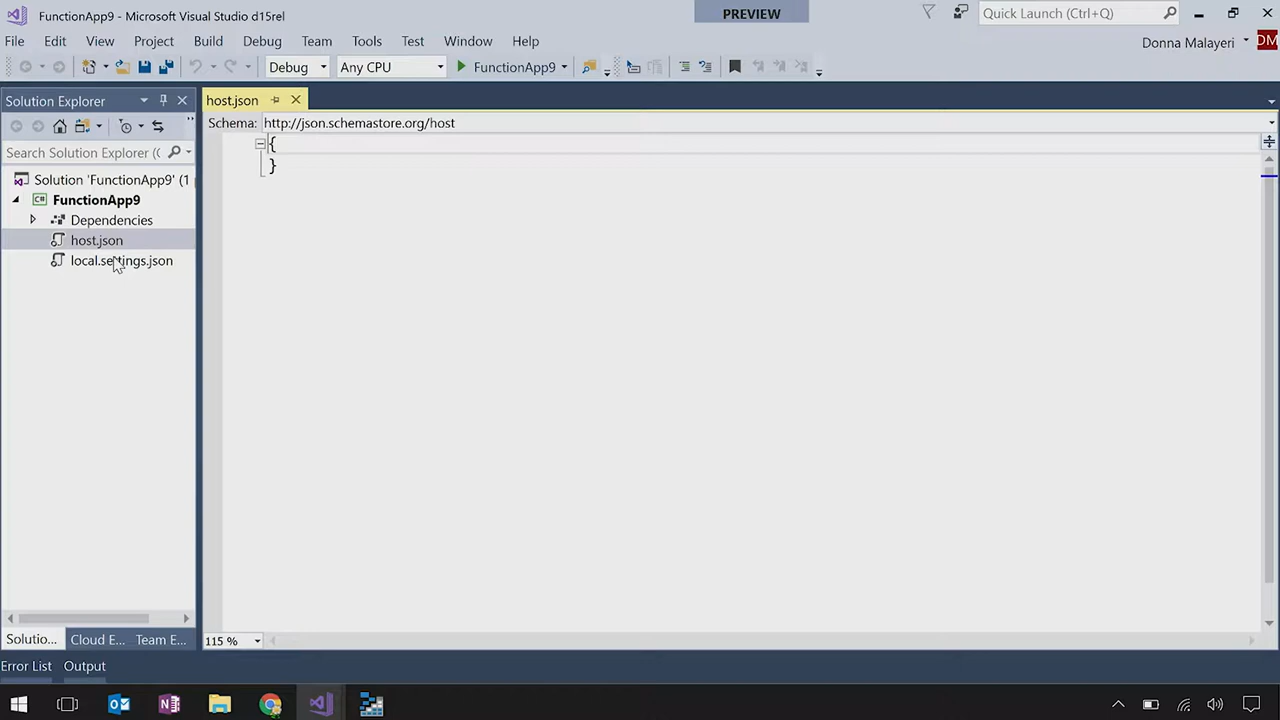 FunctionApp9 - Microsoft Visual Studio d15rel
PREVIEW
Quick Launch (Ctrl+Q)
File Edit View Project Build Debug Team Tools Test Window Help
Donna Malayeri
DM
Debug Any CPU FunctionApp9
Solution Explorer
host.json
Schema: http://json.schemastore.org/host
{
}
Search Solution Explorer (C
Solution 'FunctionApp9' (1
FunctionApp9
Dependencies
host.json
local.settings.json
Solutio... Cloud E... Team E...
115 %
Error List Output